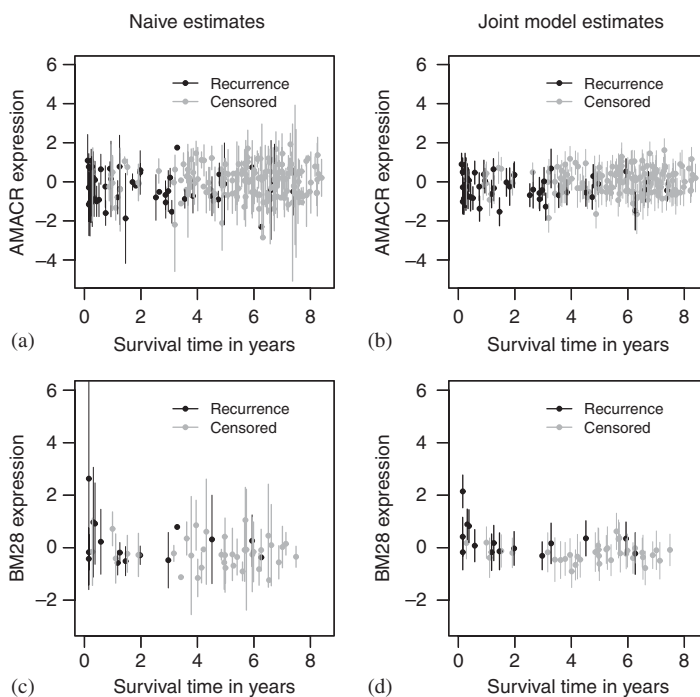 Naive estimates
Joint model estimates
6
4
2
0
−2
−4
AMACR expression
Recurrence
Censored
0 2 4 6 8
(a)
Survival time in years
6
4
2
0
−2
−4
AMACR expression
Recurrence
Censored
0 2 4 6 8
(b)
Survival time in years
6
4
2
0
−2
BM28 expression
Recurrence
Censored
0 2 4 6 8
(c)
Survival time in years
6
4
2
0
−2
BM28 expression
Recurrence
Censored
0 2 4 6 8
(d)
Survival time in years